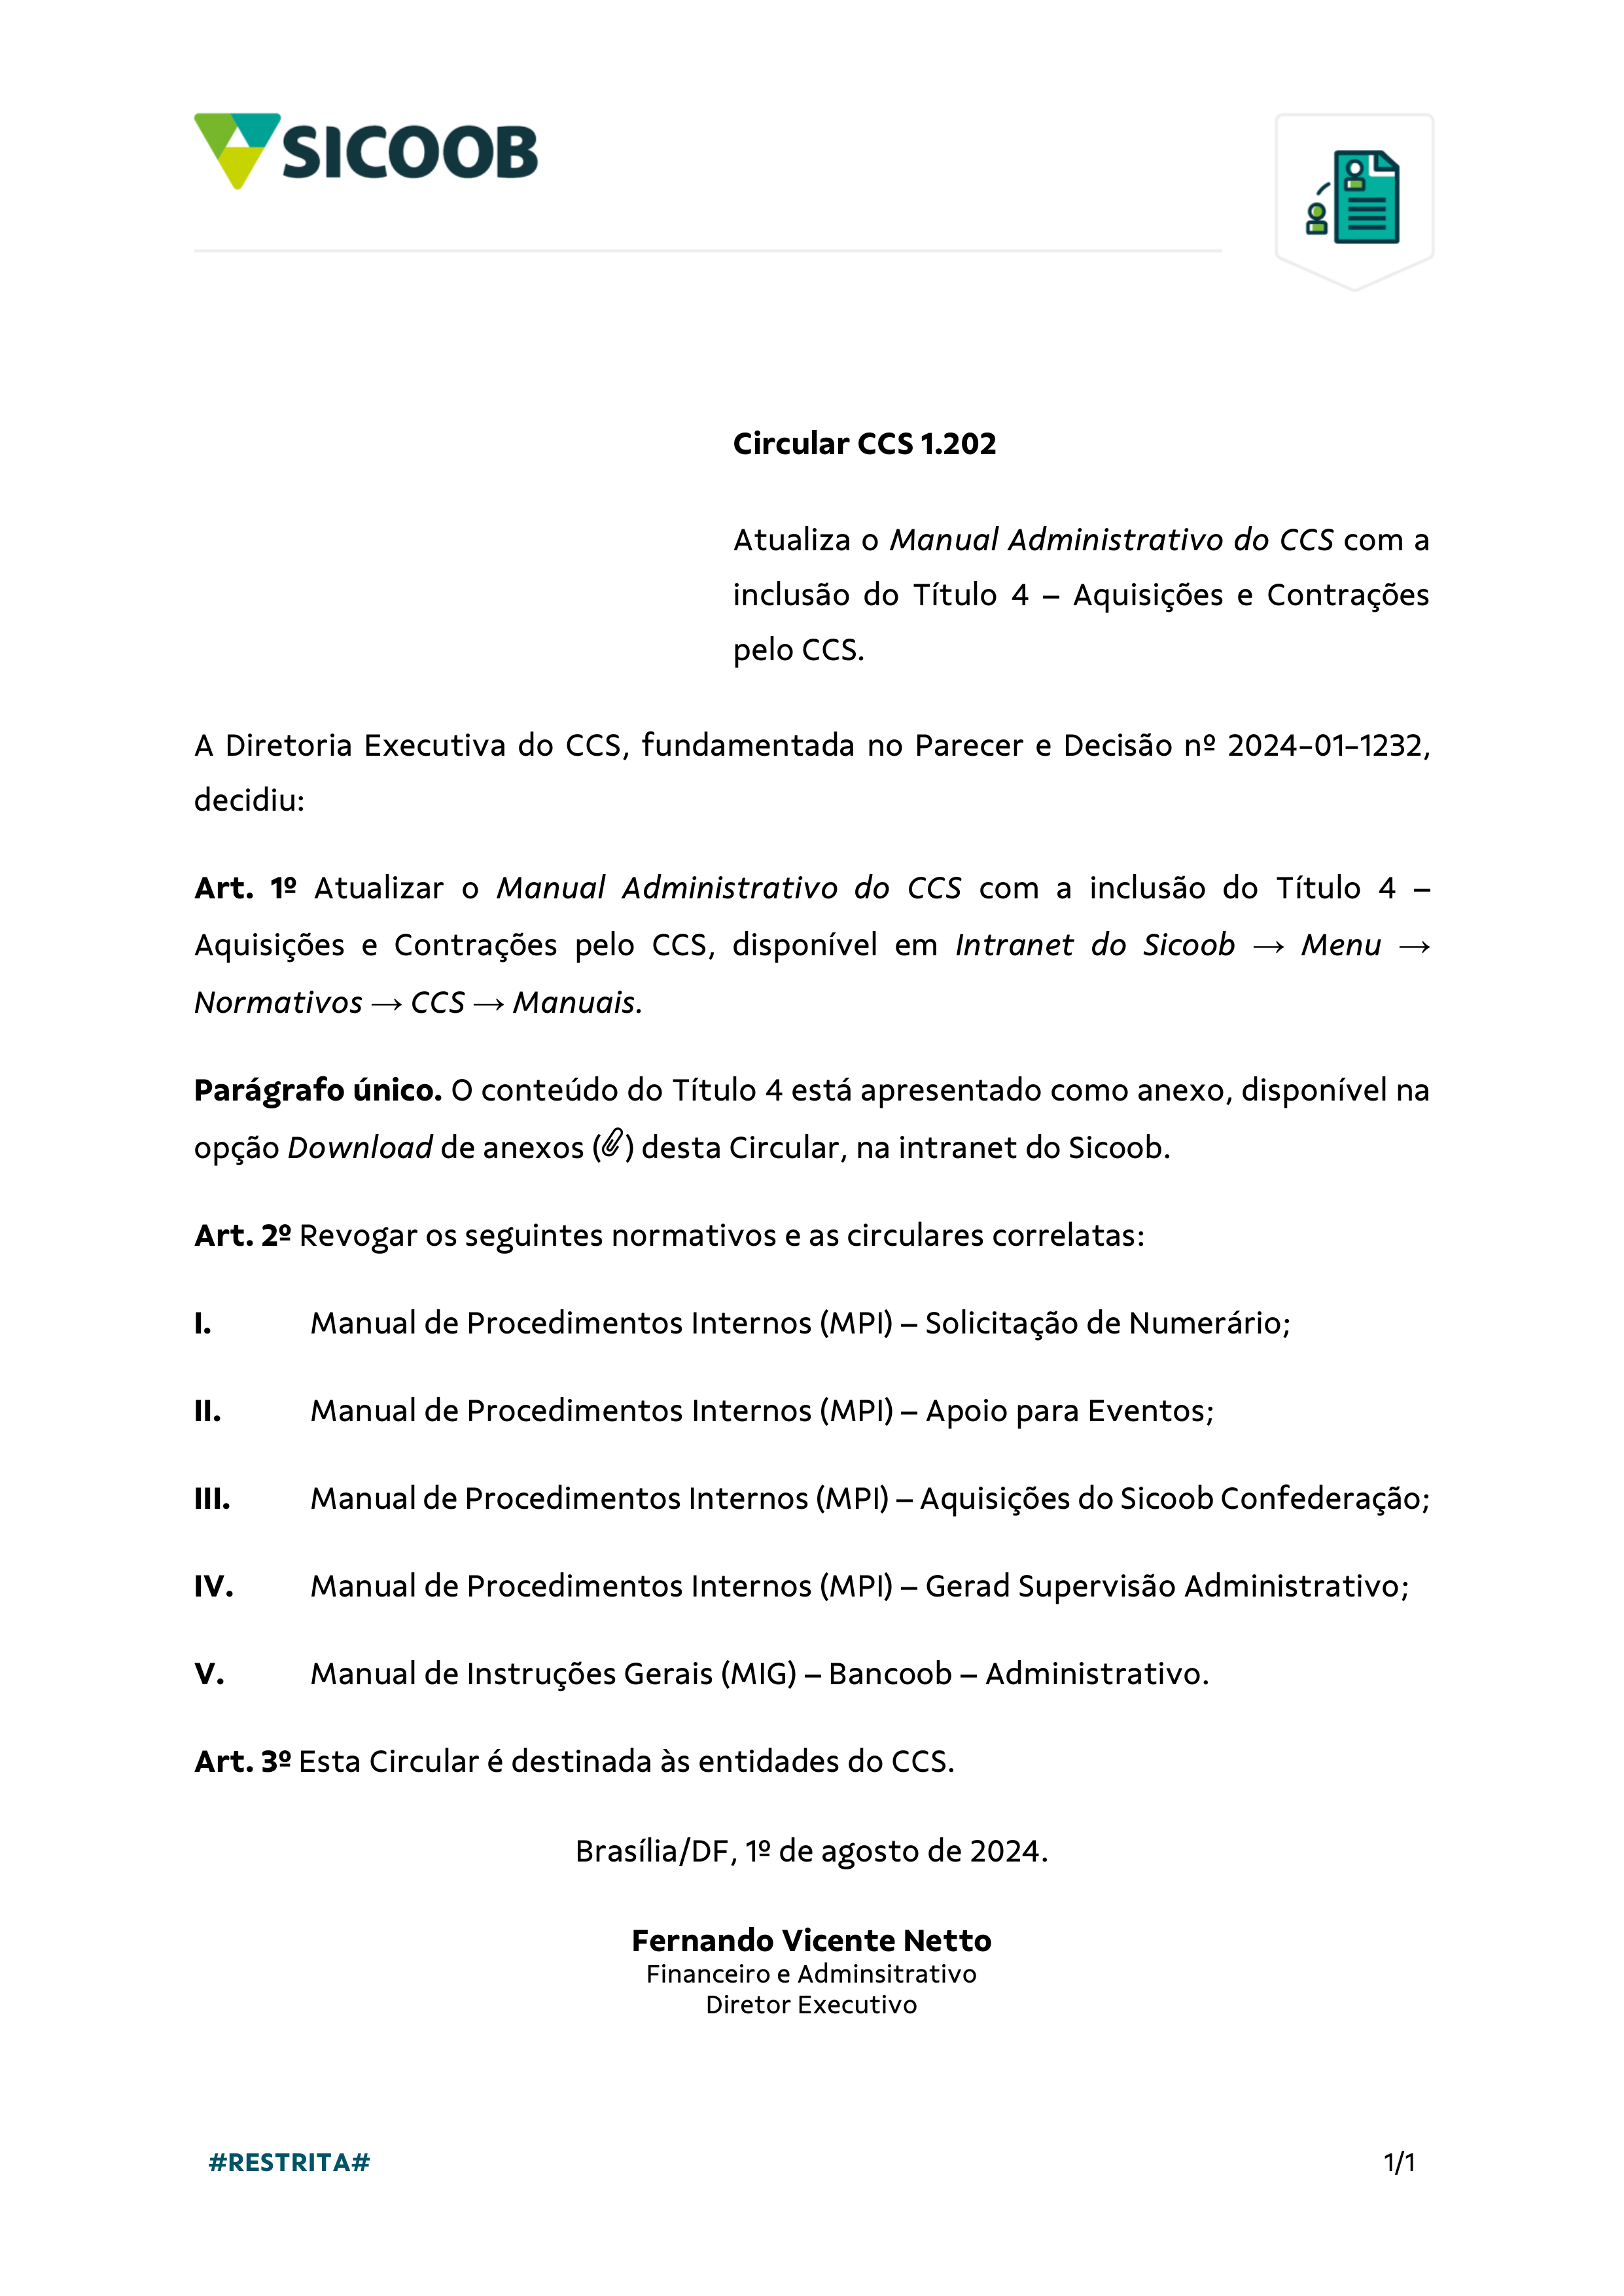 SICOOB
Circular CCS 1.202
Atualiza o Manual Administrativo do CCS com a
inclusão do Título 4 – Aquisições e Contrações
pelo CCS.
A Diretoria Executiva do CCS, fundamentada no Parecer e Decisão nº 2024-01-1232,
decidiu:
Art. 1º Atualizar o Manual Administrativo do CCS com a inclusão do Título 4 –
Aquisições e Contrações pelo CCS, disponível em Intranet do Sicoob → Menu →
Normativos → CCS → Manuais.
Parágrafo único. O conteúdo do Título 4 está apresentado como anexo, disponível na
opção Download de anexos (📎) desta Circular, na intranet do Sicoob.
Art. 2º Revogar os seguintes normativos e as circulares correlatas:
I. Manual de Procedimentos Internos (MPI) – Solicitação de Numerário;
II. Manual de Procedimentos Internos (MPI) – Apoio para Eventos;
III. Manual de Procedimentos Internos (MPI) – Aquisições do Sicoob Confederação;
IV. Manual de Procedimentos Internos (MPI) – Gerad Supervisão Administrativo;
V. Manual de Instruções Gerais (MIG) – Bancoob – Administrativo.
Art. 3º Esta Circular é destinada às entidades do CCS.
Brasília/DF, 1º de agosto de 2024.
Fernando Vicente Netto
Financeiro e Adminsitrativo
Diretor Executivo
#RESTRITA# 1/1